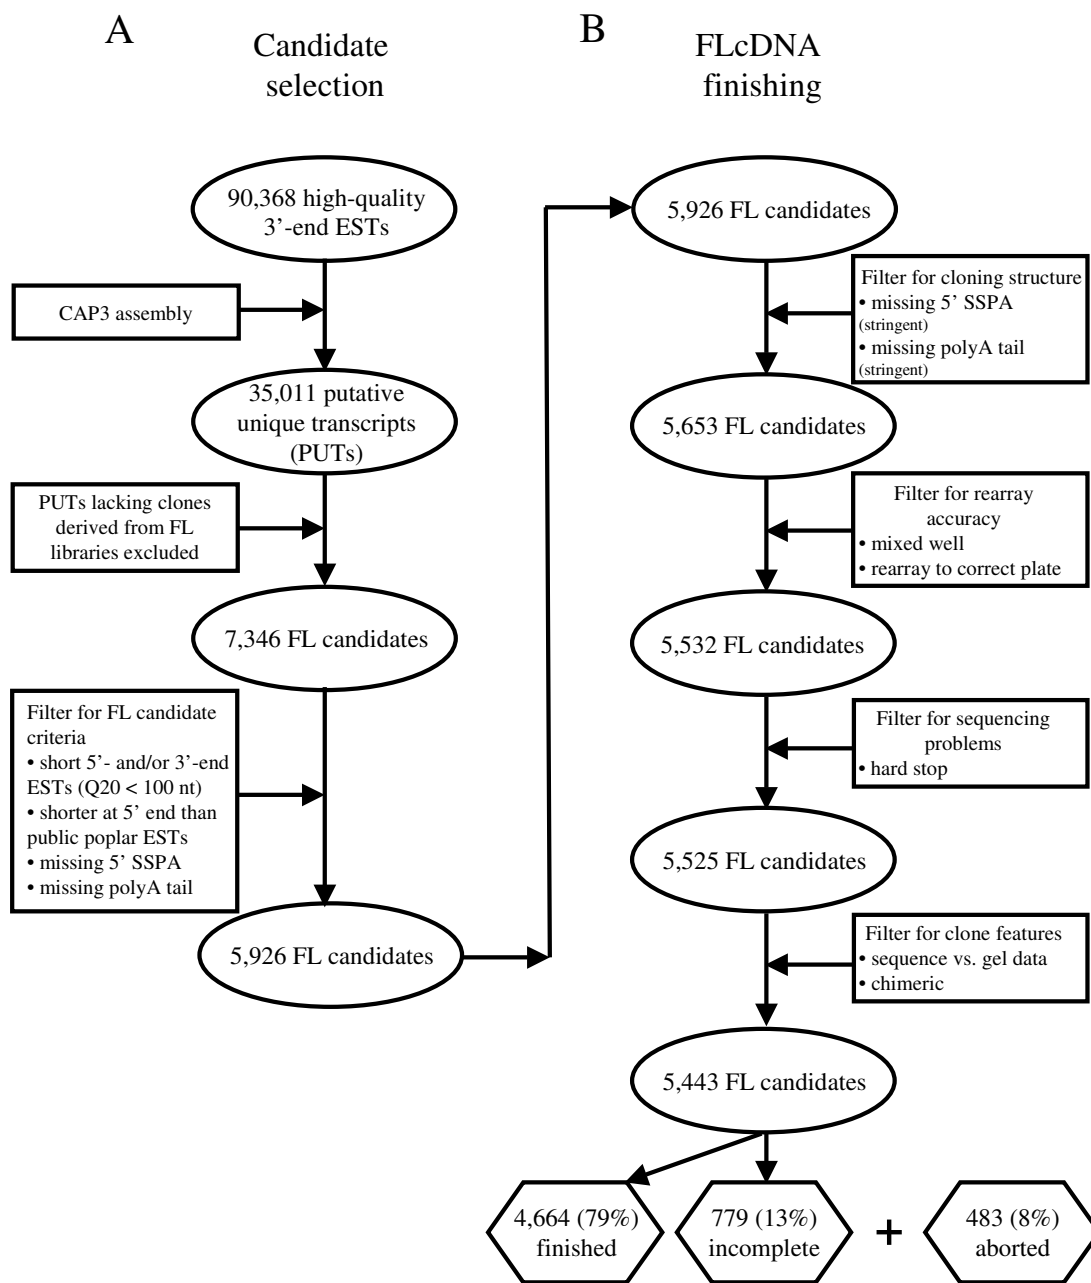 A
Candidate
selection
90,368 high-quality
3’-end ESTs
CAP3 assembly
35,011 putative
unique transcripts
(PUTs)
PUTs lacking clones
derived from FL
libraries excluded
7,346 FL candidates
Filter for FL candidate
criteria
• short 5’- and/or 3’-end
ESTs (Q20 < 100 nt)
• shorter at 5’ end than
public poplar ESTs
• missing 5’ SSPA
• missing polyA tail
5,926 FL candidates
B
FLcDNA
finishing
5,926 FL candidates
Filter for cloning structure
• missing 5’ SSPA
(stringent)
• missing polyA tail
(stringent)
5,653 FL candidates
Filter for rearray
accuracy
• mixed well
• rearray to correct plate
5,532 FL candidates
Filter for sequencing
problems
• hard stop
5,525 FL candidates
Filter for clone features
• sequence vs. gel data
• chimeric
5,443 FL candidates
4,664 (79%)
finished
779 (13%)
incomplete
+
483 (8%)
aborted